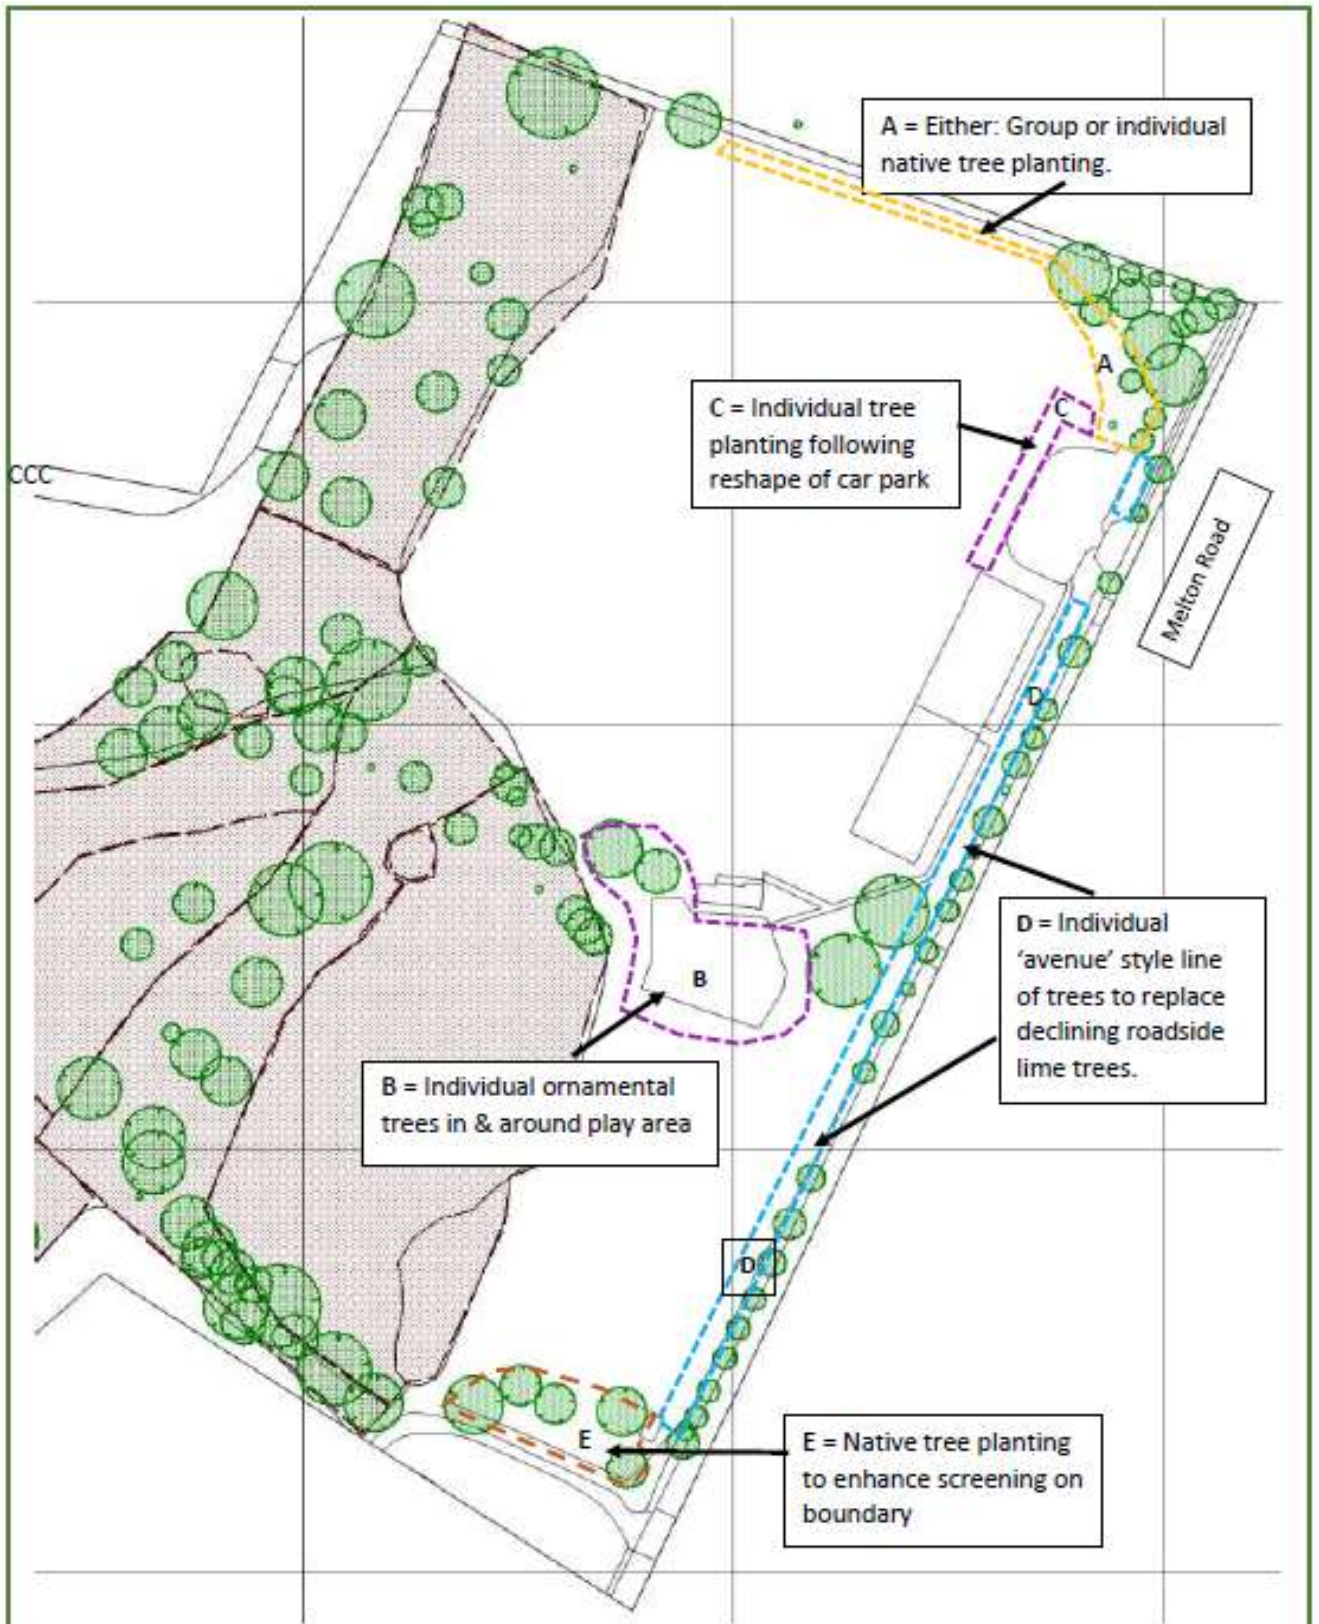 A = Either: Group or individual
native tree planting.
A
C = Individual tree
planting following
reshape of car park
C
CCC
Melton Road
D
B
D = Individual
‘avenue’ style line
of trees to replace
declining roadside
lime trees.
B = Individual ornamental
trees in & around play area
D
E
E = Native tree planting
to enhance screening on
boundary